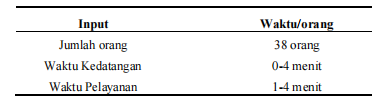 Input Waktu/orang
Jumlah orang 38 orang
Waktu Kedatangan 0-4 menit
Waktu Pelayanan 1-4 menit